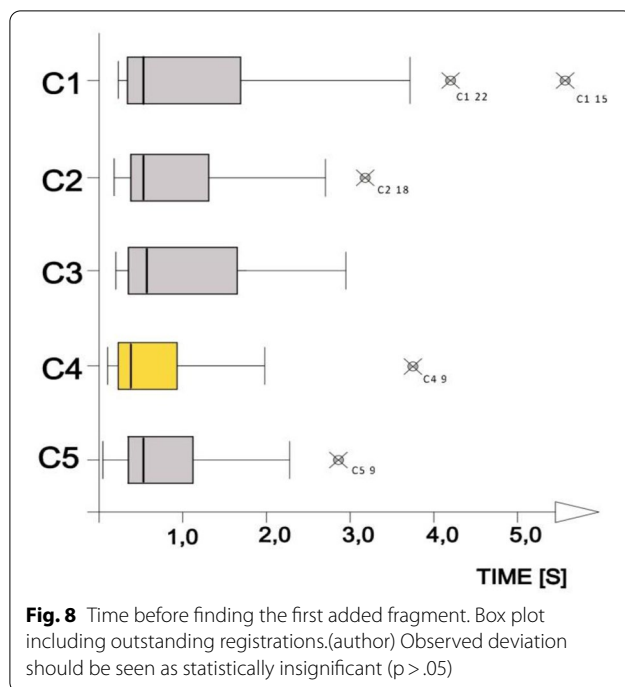 C1
C1 22
C1 15
C2
C2 18
C3
C4
C4 9
C5
C5 9
1,0 2,0 3,0 4,0 5,0
TIME [S]
Fig. 8 Time before finding the first added fragment. Box plot
including outstanding registrations.(author) Observed deviation
should be seen as statistically insignificant (p > .05)